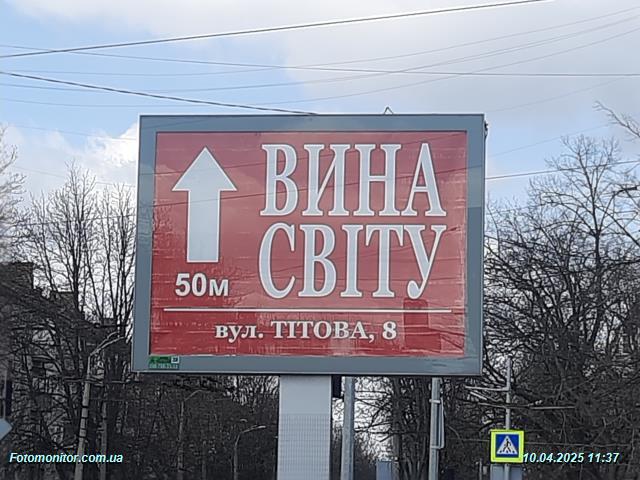 ВИНА
СВІТУ
50м
вул. ТІТОВА, 8
Fotomonitor.com.ua
10.04.2025 11:37